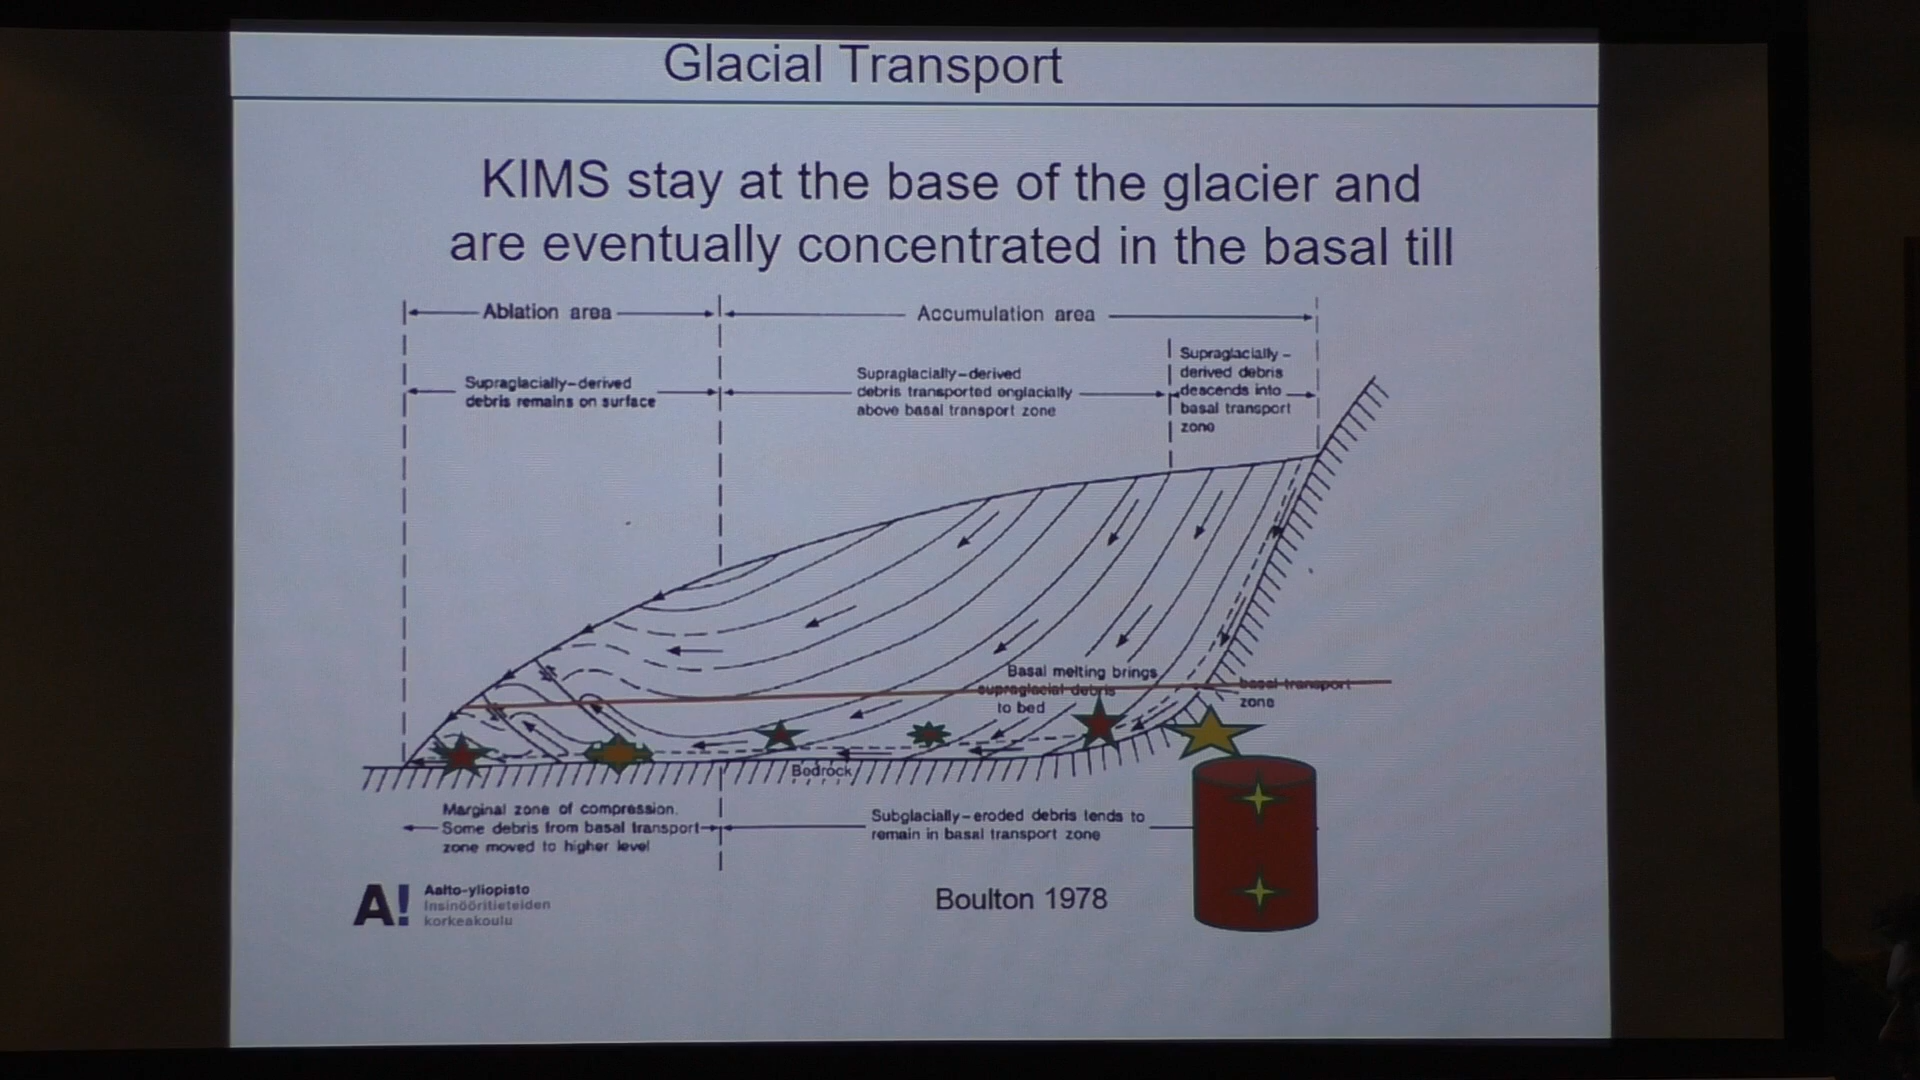 Glacial Transport
KIMS stay at the base of the glacier and
are eventually concentrated in the basal till
Ablation area
Accumulation area
Supraglacially-derived
debris remains on surface
Supraglacially-derived
debris transported englacially
above basal transport zone
Supraglacially-
derived debris
descends into
basal transport
zone
Basal melting brings
supraglacial debris
to bed
basal transport
zone
Bedrock
Marginal zone of compression.
Some debris from basal transport
zone moved to higher level
Subglacially-eroded debris tends to
remain in basal transport zone
A! Aalto-yliopisto
Insinööritieteiden
korkeakoulu
Boulton 1978